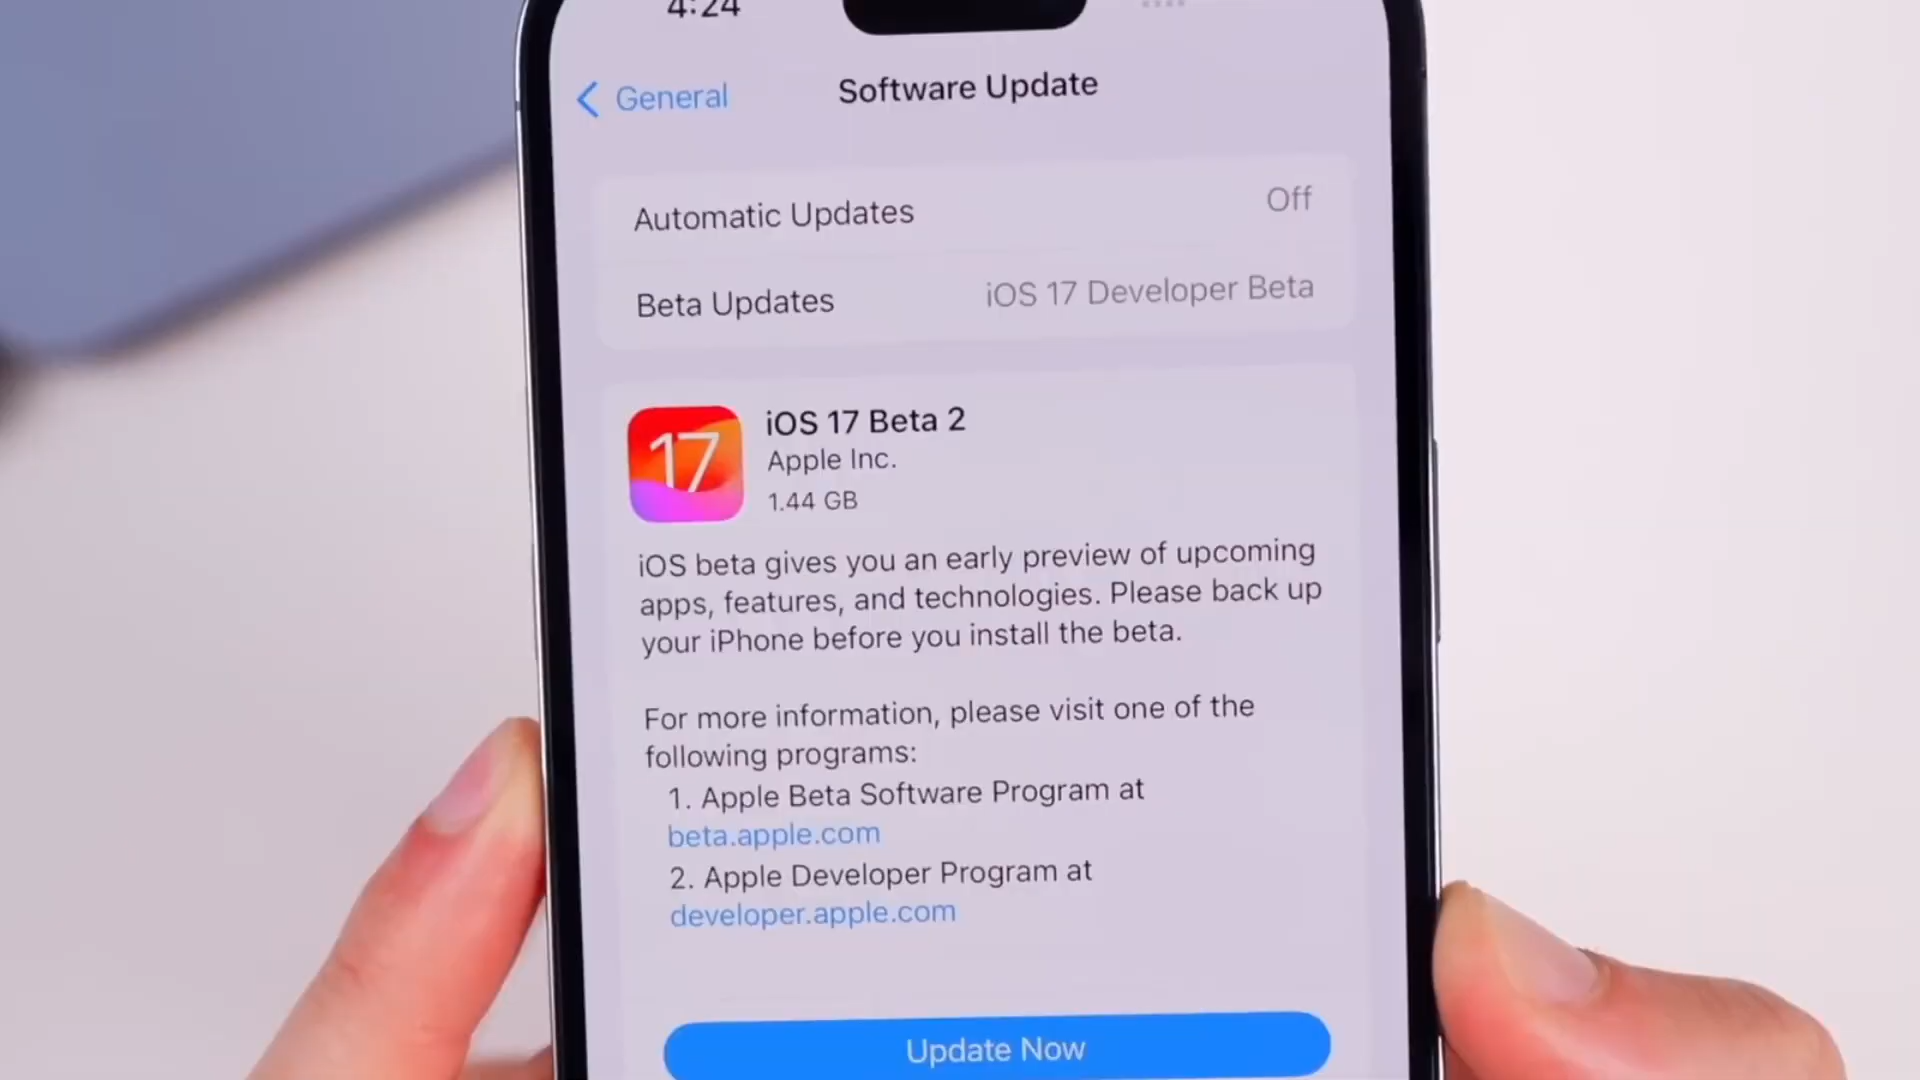 4:24
General
Software Update
Automatic Updates
Off
Beta Updates
iOS 17 Developer Beta
17
iOS 17 Beta 2
Apple Inc.
1.44 GB
iOS beta gives you an early preview of upcoming
apps, features, and technologies. Please back up
your iPhone before you install the beta.
For more information, please visit one of the
following programs:
1. Apple Beta Software Program at
beta.apple.com
2. Apple Developer Program at
developer.apple.com
Update Now